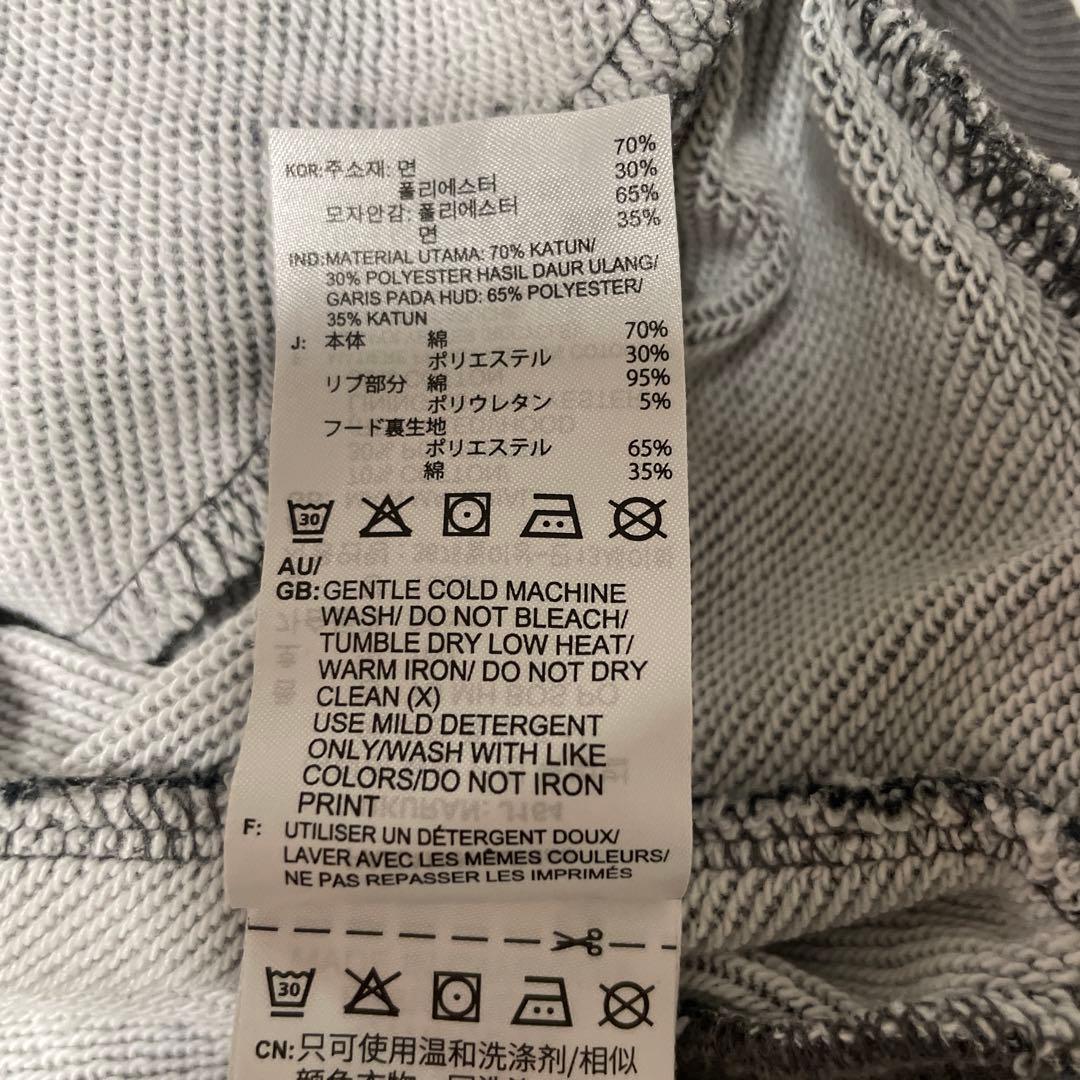 KOR:주소재: 면 70%
폴리에스터 30%
모자안감: 폴리에스터 65%
면 35%
IND:MATERIAL UTAMA: 70% KATUN/
30% POLYESTER HASIL DAUR ULANG/
GARIS PADA HUD: 65% POLYESTER/
35% KATUN
J: 本体 綿 70%
ポリエステル 30%
リブ部分 綿 95%
ポリウレタン 5%
フード裏生地
ポリエステル 65%
綿 35%
30
AU/
GB:GENTLE COLD MACHINE
WASH/ DO NOT BLEACH/
TUMBLE DRY LOW HEAT/
WARM IRON/ DO NOT DRY
CLEAN (X)
USE MILD DETERGENT
ONLY/WASH WITH LIKE
COLORS/DO NOT IRON
PRINT
F: UTILISER UN DÉTERGENT DOUX/
LAVER AVEC LES MÊMES COULEURS/
NE PAS REPASSER LES IMPRIMÉS
30
CN:只可使用温和洗涤剂/相似